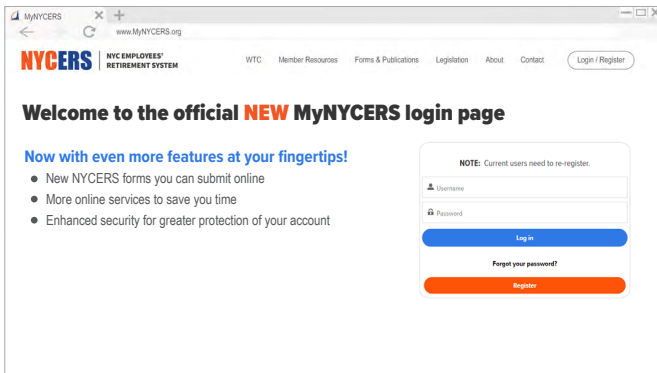 MyNYCERS
www.MyNYCERS.org
NYCERS
NYC EMPLOYEES'
RETIREMENT SYSTEM
WTC Member Resources Forms & Publications Legislation About Contact Login / Register
Welcome to the official NEW MyNYCERS login page
Now with even more features at your fingertips!
New NYCERS forms you can submit online
More online services to save you time
Enhanced security for greater protection of your account
NOTE: Current users need to re-register.
Username
Password
Log in
Forgot your password?
Register